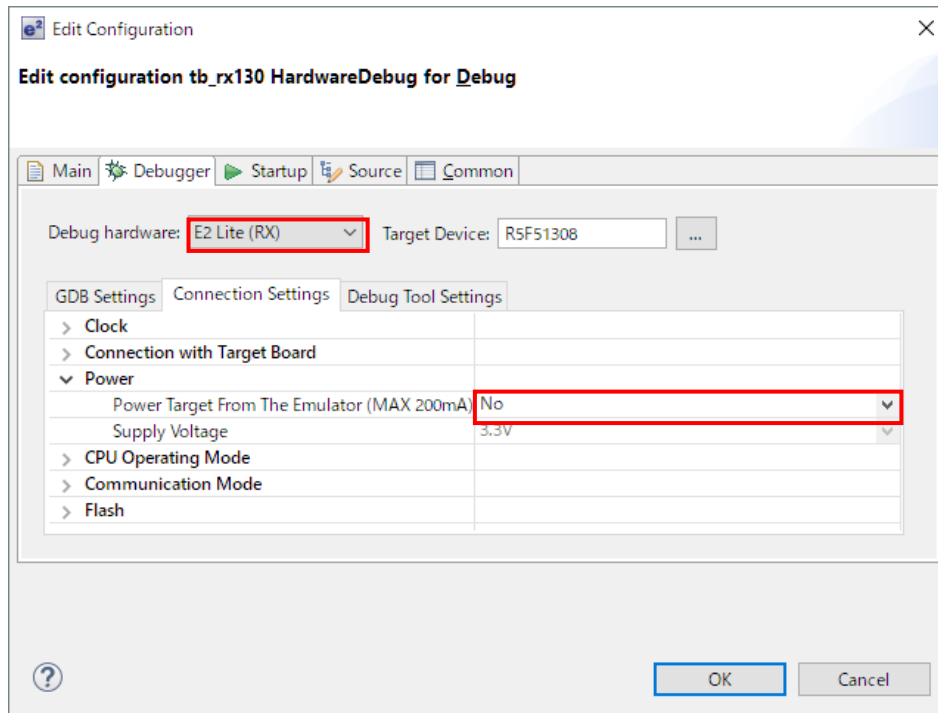 e² Edit Configuration
Edit configuration tb_rx130 HardwareDebug for Debug
Main Debugger Startup Source Common
Debug hardware: E2 Lite (RX) Target Device: R5F51308 ...
GDB Settings Connection Settings Debug Tool Settings
Clock
Connection with Target Board
Power
Power Target From The Emulator (MAX 200mA) No
Supply Voltage 3.3V
CPU Operating Mode
Communication Mode
Flash
? OK Cancel